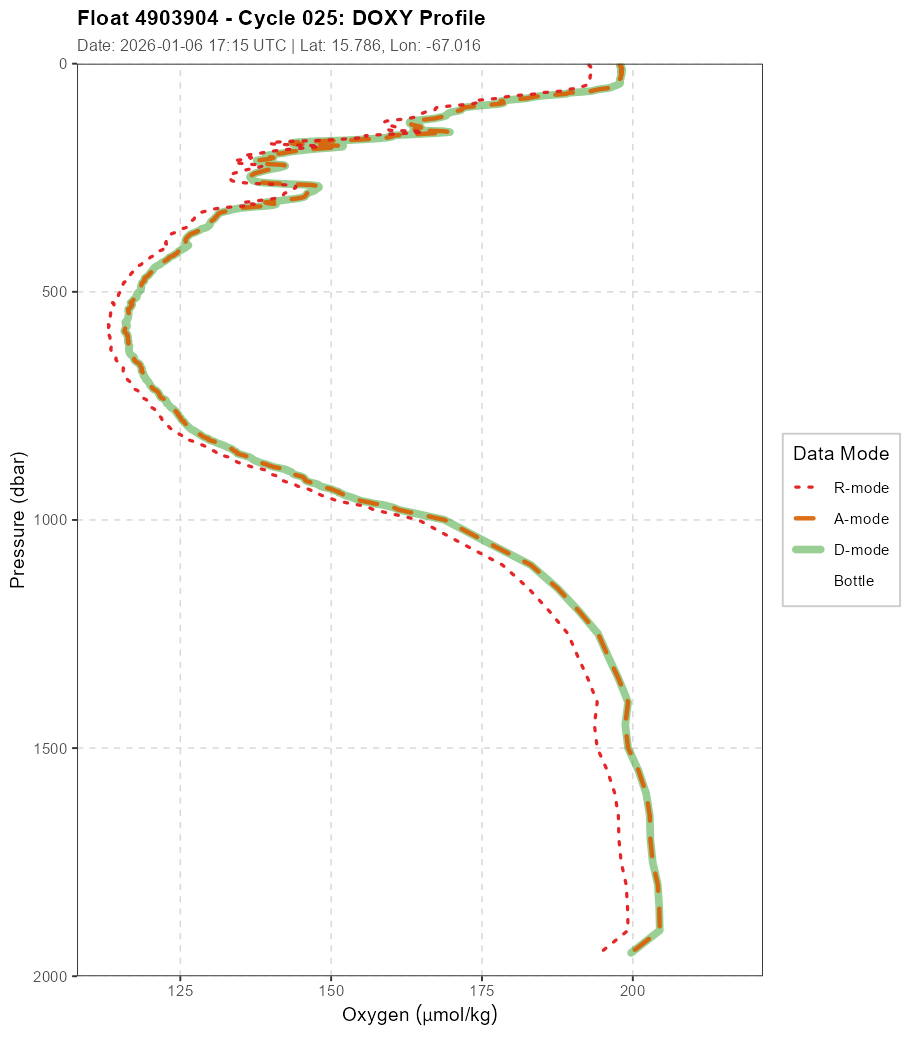 Float 4903904 - Cycle 025: DOXY Profile
Date: 2026-01-06 17:15 UTC | Lat: 15.786, Lon: -67.016
0
500
1000
1500
2000
Pressure (dbar)
125 150 175 200
Oxygen (µmol/kg)
Data Mode
R-mode
A-mode
D-mode
Bottle